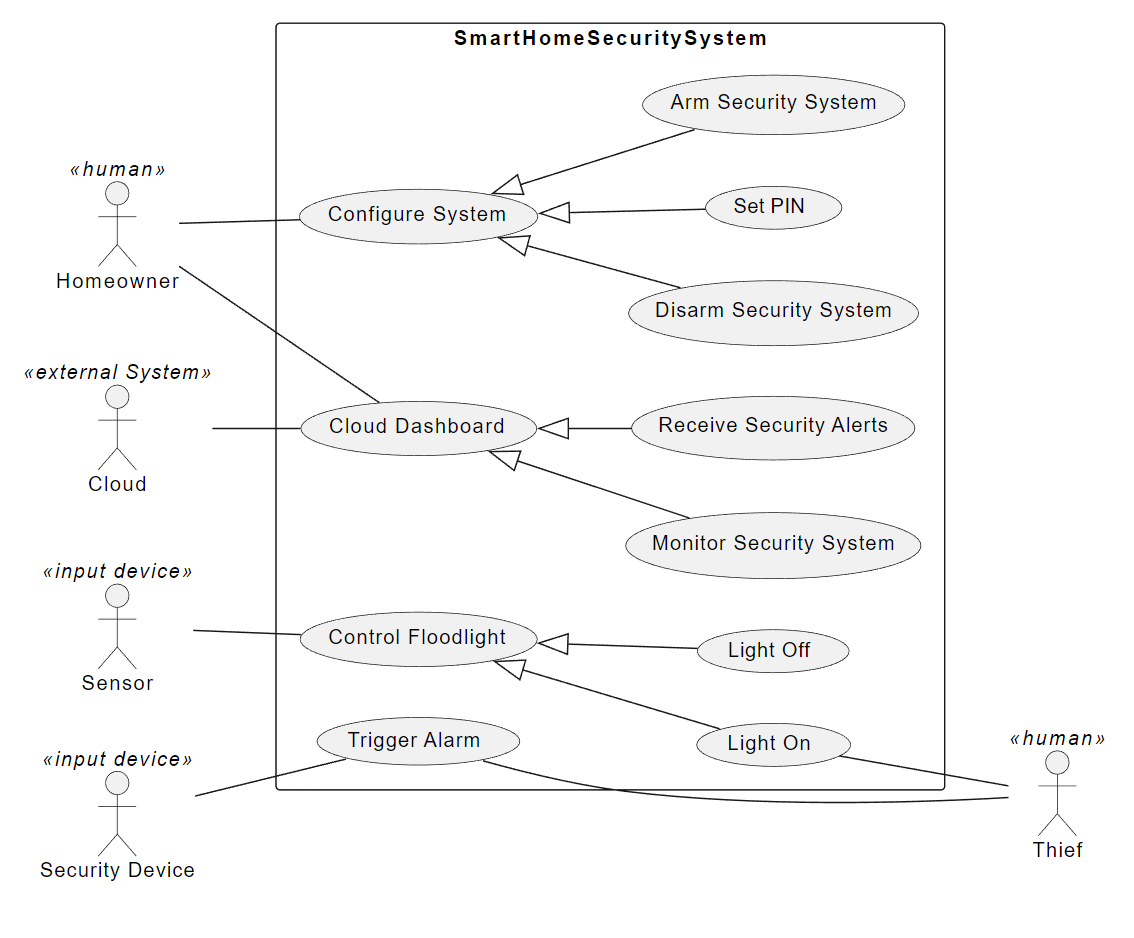 SmartHomeSecuritySystem
Arm Security System
«human»
Set PIN
Configure System
Homeowner
Disarm Security System
«external System»
Cloud Dashboard
Receive Security Alerts
Cloud
Monitor Security System
«input device»
Control Floodlight
Light Off
Sensor
Trigger Alarm
Light On
«human»
«input device»
Thief
Security Device